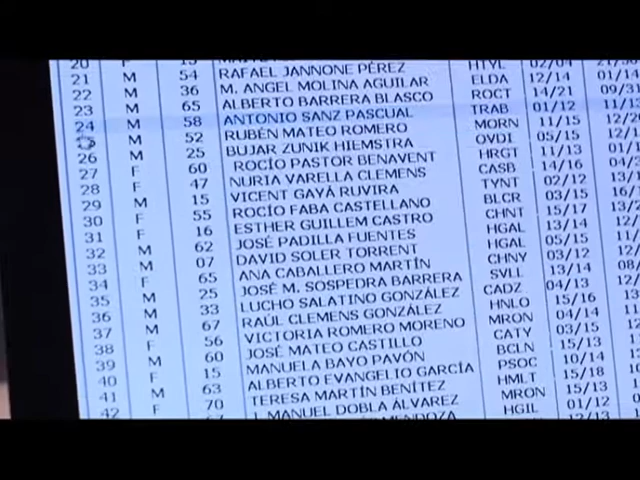 20 F
21 M 54 RAFAEL JANNONE PÉREZ HTYL 02/04
22 M 36 M. ANGEL MOLINA AGUILAR ELDA 12/14 01/14
23 M 65 ALBERTO BARRERA BLASCO ROCT 14/21 09/31
24 M 58 ANTONIO SANZ PASCUAL TRAB 01/12
M 52 RUBÉN MATEO ROMERO MORN 11/15
26 M 25 BUJAR ZUNIK HIEMSTRA OVDI 05/15
27 F 60 ROCÍO PASTOR BENAVENT HRGT 11/13
28 F 47 NURIA VARELLA CLEMENS CASB 14/16
29 M 15 VICENT GAYÁ RUVIRA TYNT 02/12
30 F 55 ROCÍO FABA CASTELLANO BLCR 03/15
31 F 16 ESTHER GUILLEM CASTRO CHNT 15/17
32 M 62 JOSÉ PADILLA FUENTES HGAL 13/14
33 M 07 DAVID SOLER TORRENT HGAL 05/15
34 F 65 ANA CABALLERO MARTÍN CHNY 03/12
35 M 25 JOSÉ M. SOSPEDRA BARRERA SVLL 13/14
36 M 33 LUCHO SALATINO GONZÁLEZ CADZ 04/13
37 M 67 RAÚL CLEMENS GONZÁLEZ HNLO 15/16
38 F 56 VICTORIA ROMERO MORENO MRON 04/14
39 M 60 JOSÉ MATEO CASTILLO CATY 03/15
40 F 15 MANUELA BAYO PAVÓN BCLN 15/13
41 M 63 ALBERTO EVANGELIO GARCÍA PSOC 10/14
42 F 70 TERESA MARTÍN BENÍTEZ HMLT 15/18
J. MANUEL DOBLA ÁLVAREZ MRON 15/13
HGIL 01/12